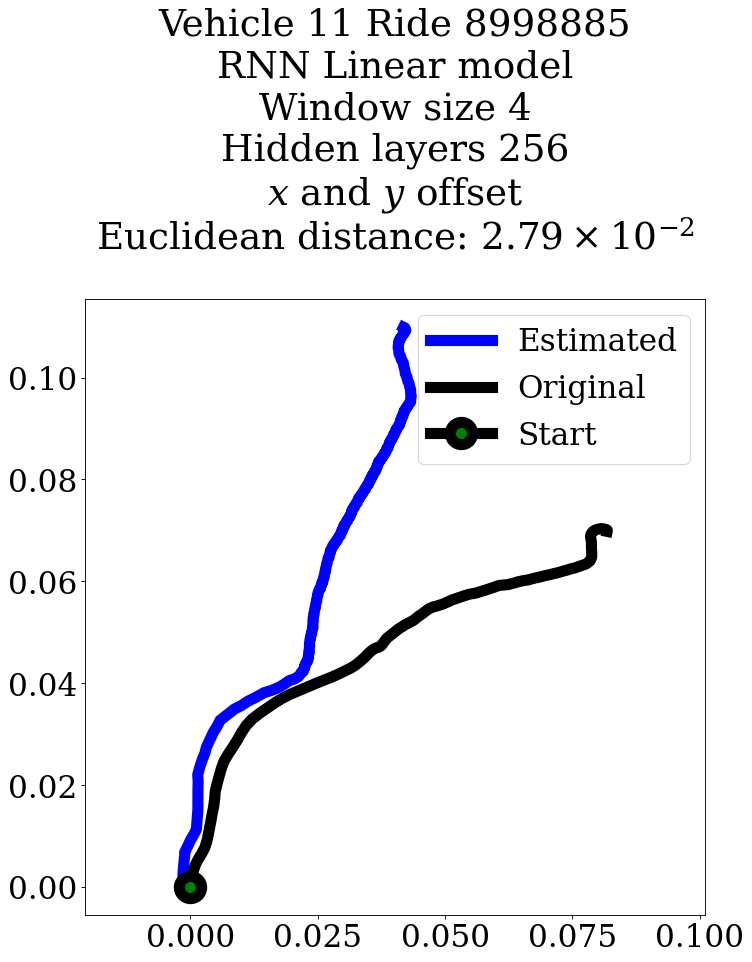 Vehicle 11 Ride 8998885
RNN Linear model
Window size 4
Hidden layers 256
x and y offset
Euclidean distance: 2.79 × 10⁻²
Estimated
Original
Start
0.10
0.08
0.06
0.04
0.02
0.00
0.000 0.025 0.050 0.075 0.100